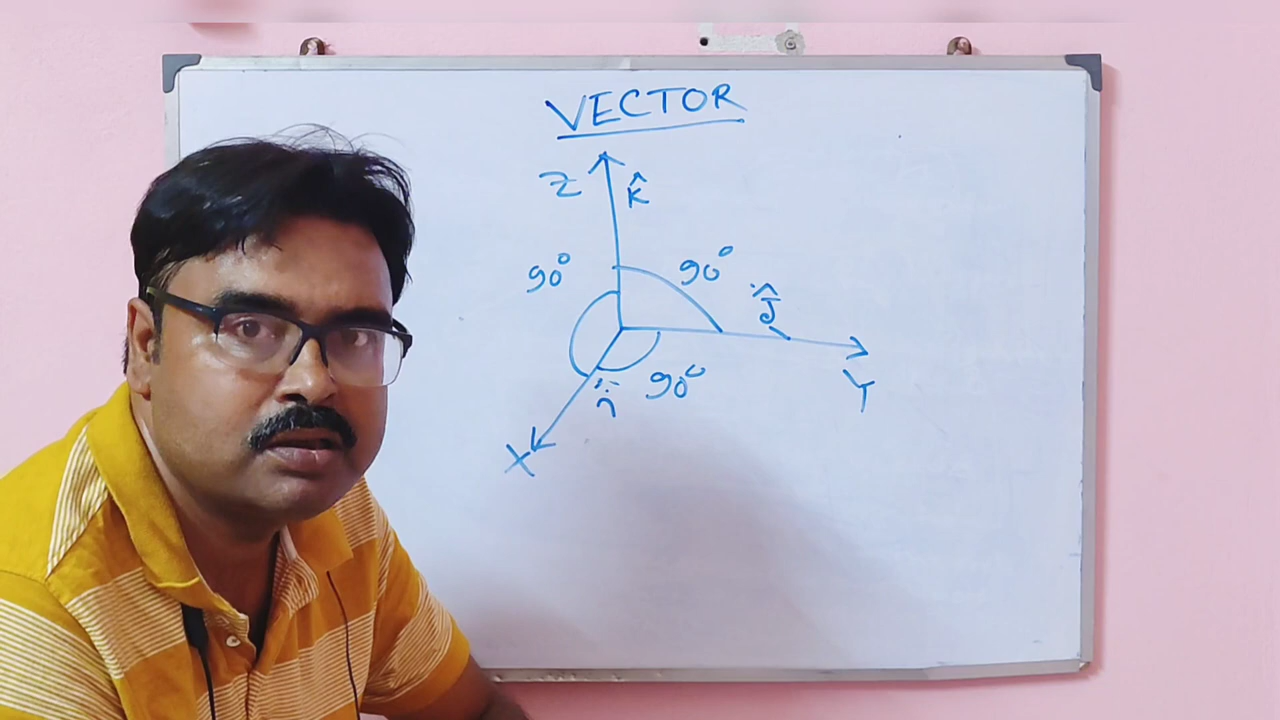 VECTOR
Z k̂
90° 90°
ĵ
î 90°
Y
X